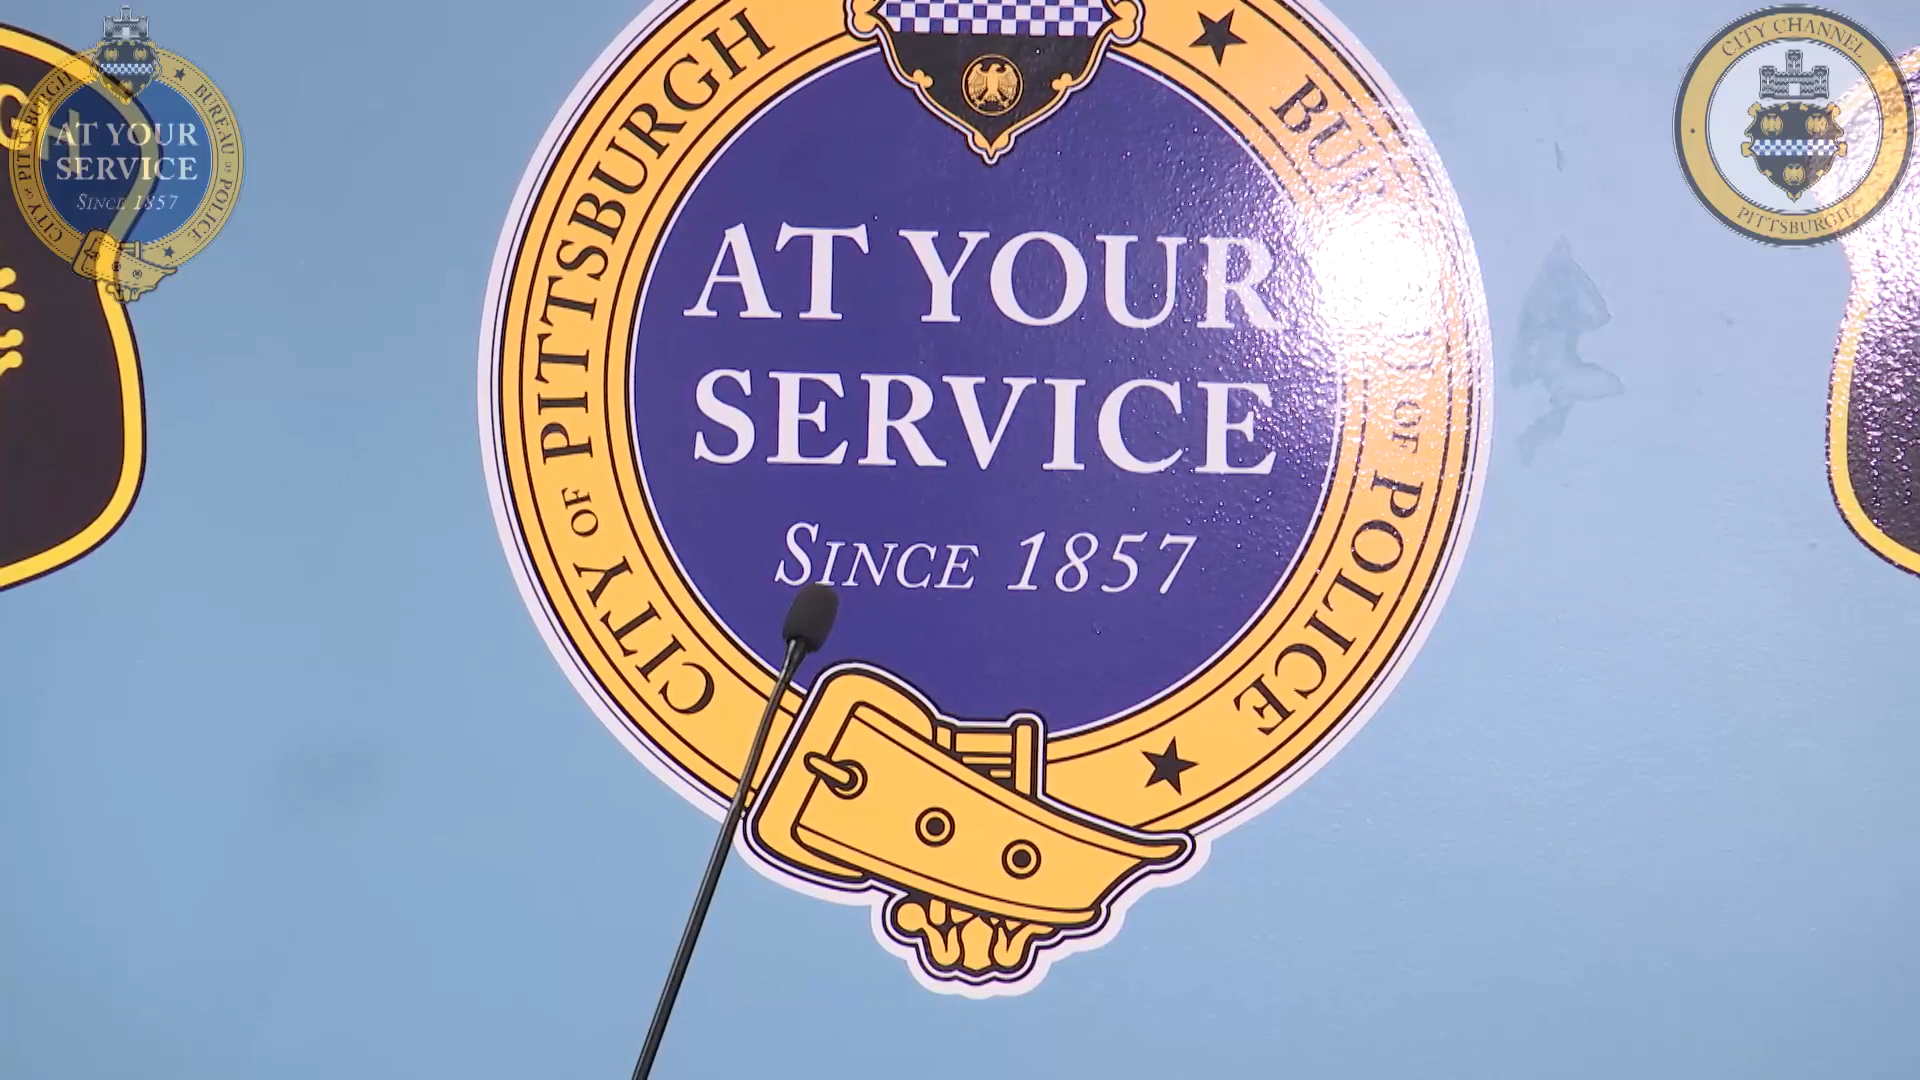 CITY OF PITTSBURGH
BUREAU OF POLICE
AT YOUR
SERVICE
SINCE 1857
CITY CHANNEL
PITTSBURGH
CITY OF PITTSBURGH
BUR OF POLICE
AT YOUR
SERVICE
SINCE 1857